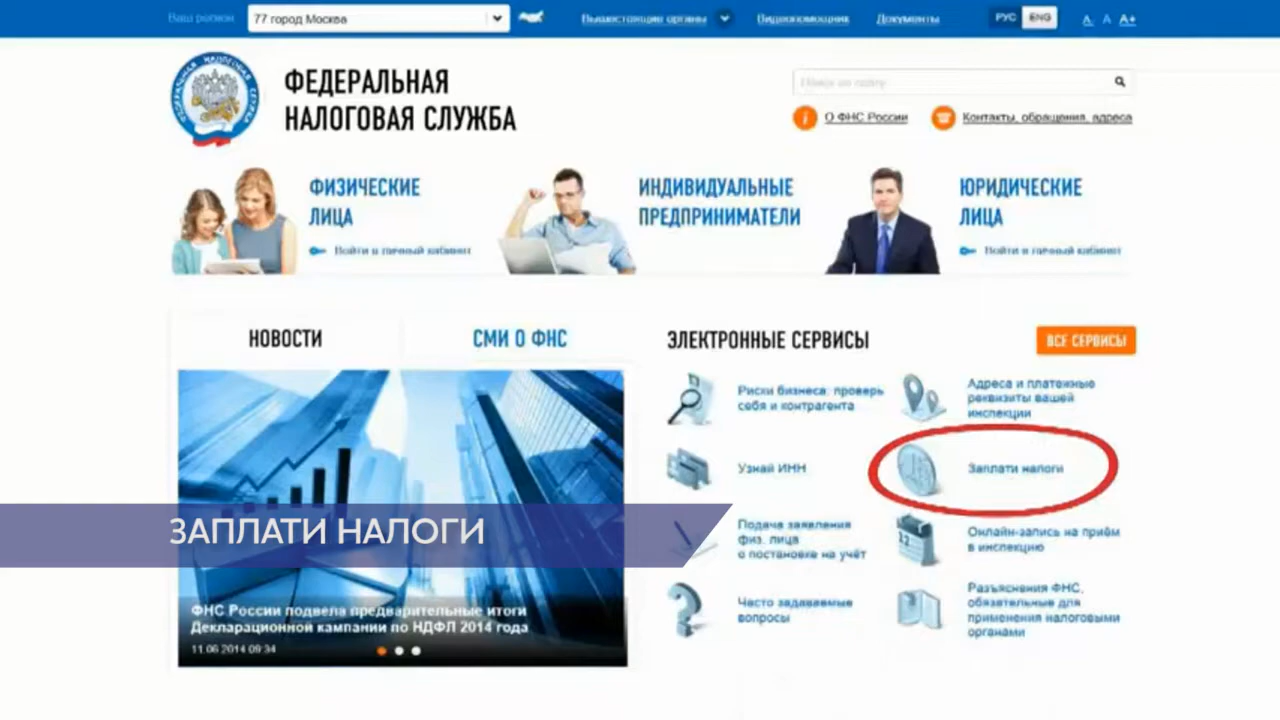 Ваш регион
77 город Москва
Вышестоящие органы
Видеопомощник
Документы
РУС ENG
А А А+
ФЕДЕРАЛЬНАЯ
НАЛОГОВАЯ СЛУЖБА
Поиск по сайту
О ФНС России
Контакты, обращения, адреса
ФИЗИЧЕСКИЕ
ЛИЦА
Войти в личный кабинет
ИНДИВИДУАЛЬНЫЕ
ПРЕДПРИНИМАТЕЛИ
ЮРИДИЧЕСКИЕ
ЛИЦА
Войти в личный кабинет
НОВОСТИ
СМИ О ФНС
ФНС России подвела предварительные итоги
Декларационной кампании по НДФЛ 2014 года
11.06.2014 09:34
ЗАПЛАТИ НАЛОГИ
ЭЛЕКТРОННЫЕ СЕРВИСЫ
ВСЕ СЕРВИСЫ
Риски бизнеса: проверь
себя и контрагента
Адреса и платежные
реквизиты вашей
инспекции
Узнай ИНН
Заплати налоги
Подача заявления
физ. лица
о постановке на учёт
Онлайн-запись на приём
в инспекцию
Часто задаваемые
вопросы
Разъяснения ФНС,
обязательные для
применения налоговыми
органами